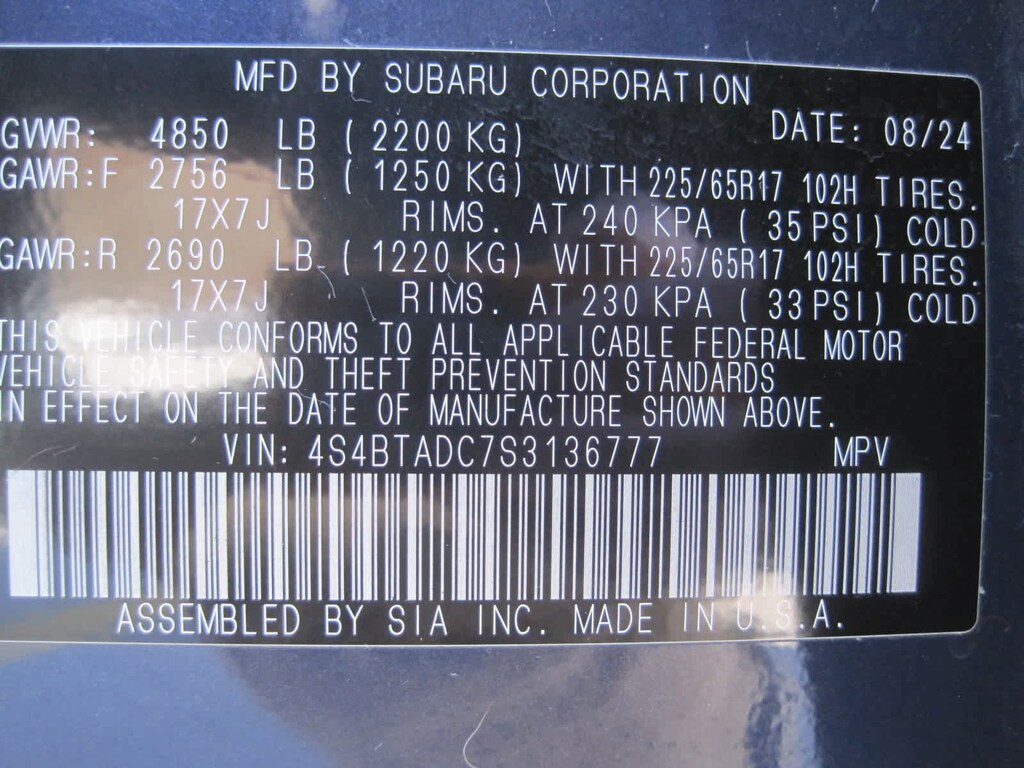 MFD BY SUBARU CORPORATION
GVWR: 4850 LB ( 2200 KG) DATE: 08/24
GAWR:F 2756 LB ( 1250 KG) WITH 225/65R17 102H TIRES.
17X7J RIMS. AT 240 KPA ( 35 PSI) COLD
GAWR:R 2690 LB. ( 1220 KG) WITH 225/65R17 102H TIRES.
17X7J RIMS. AT 230 KPA ( 33 PSI) COLD
THIS VEHICLE CONFORMS TO ALL APPLICABLE FEDERAL MOTOR
VEHICLE SAFETY AND THEFT PREVENTION STANDARDS
IN EFFECT ON THE DATE OF MANUFACTURE SHOWN ABOVE.
VIN: 4S4BTADC7S3136777 MPV
ASSEMBLED BY SIA INC. MADE IN U.S.A.